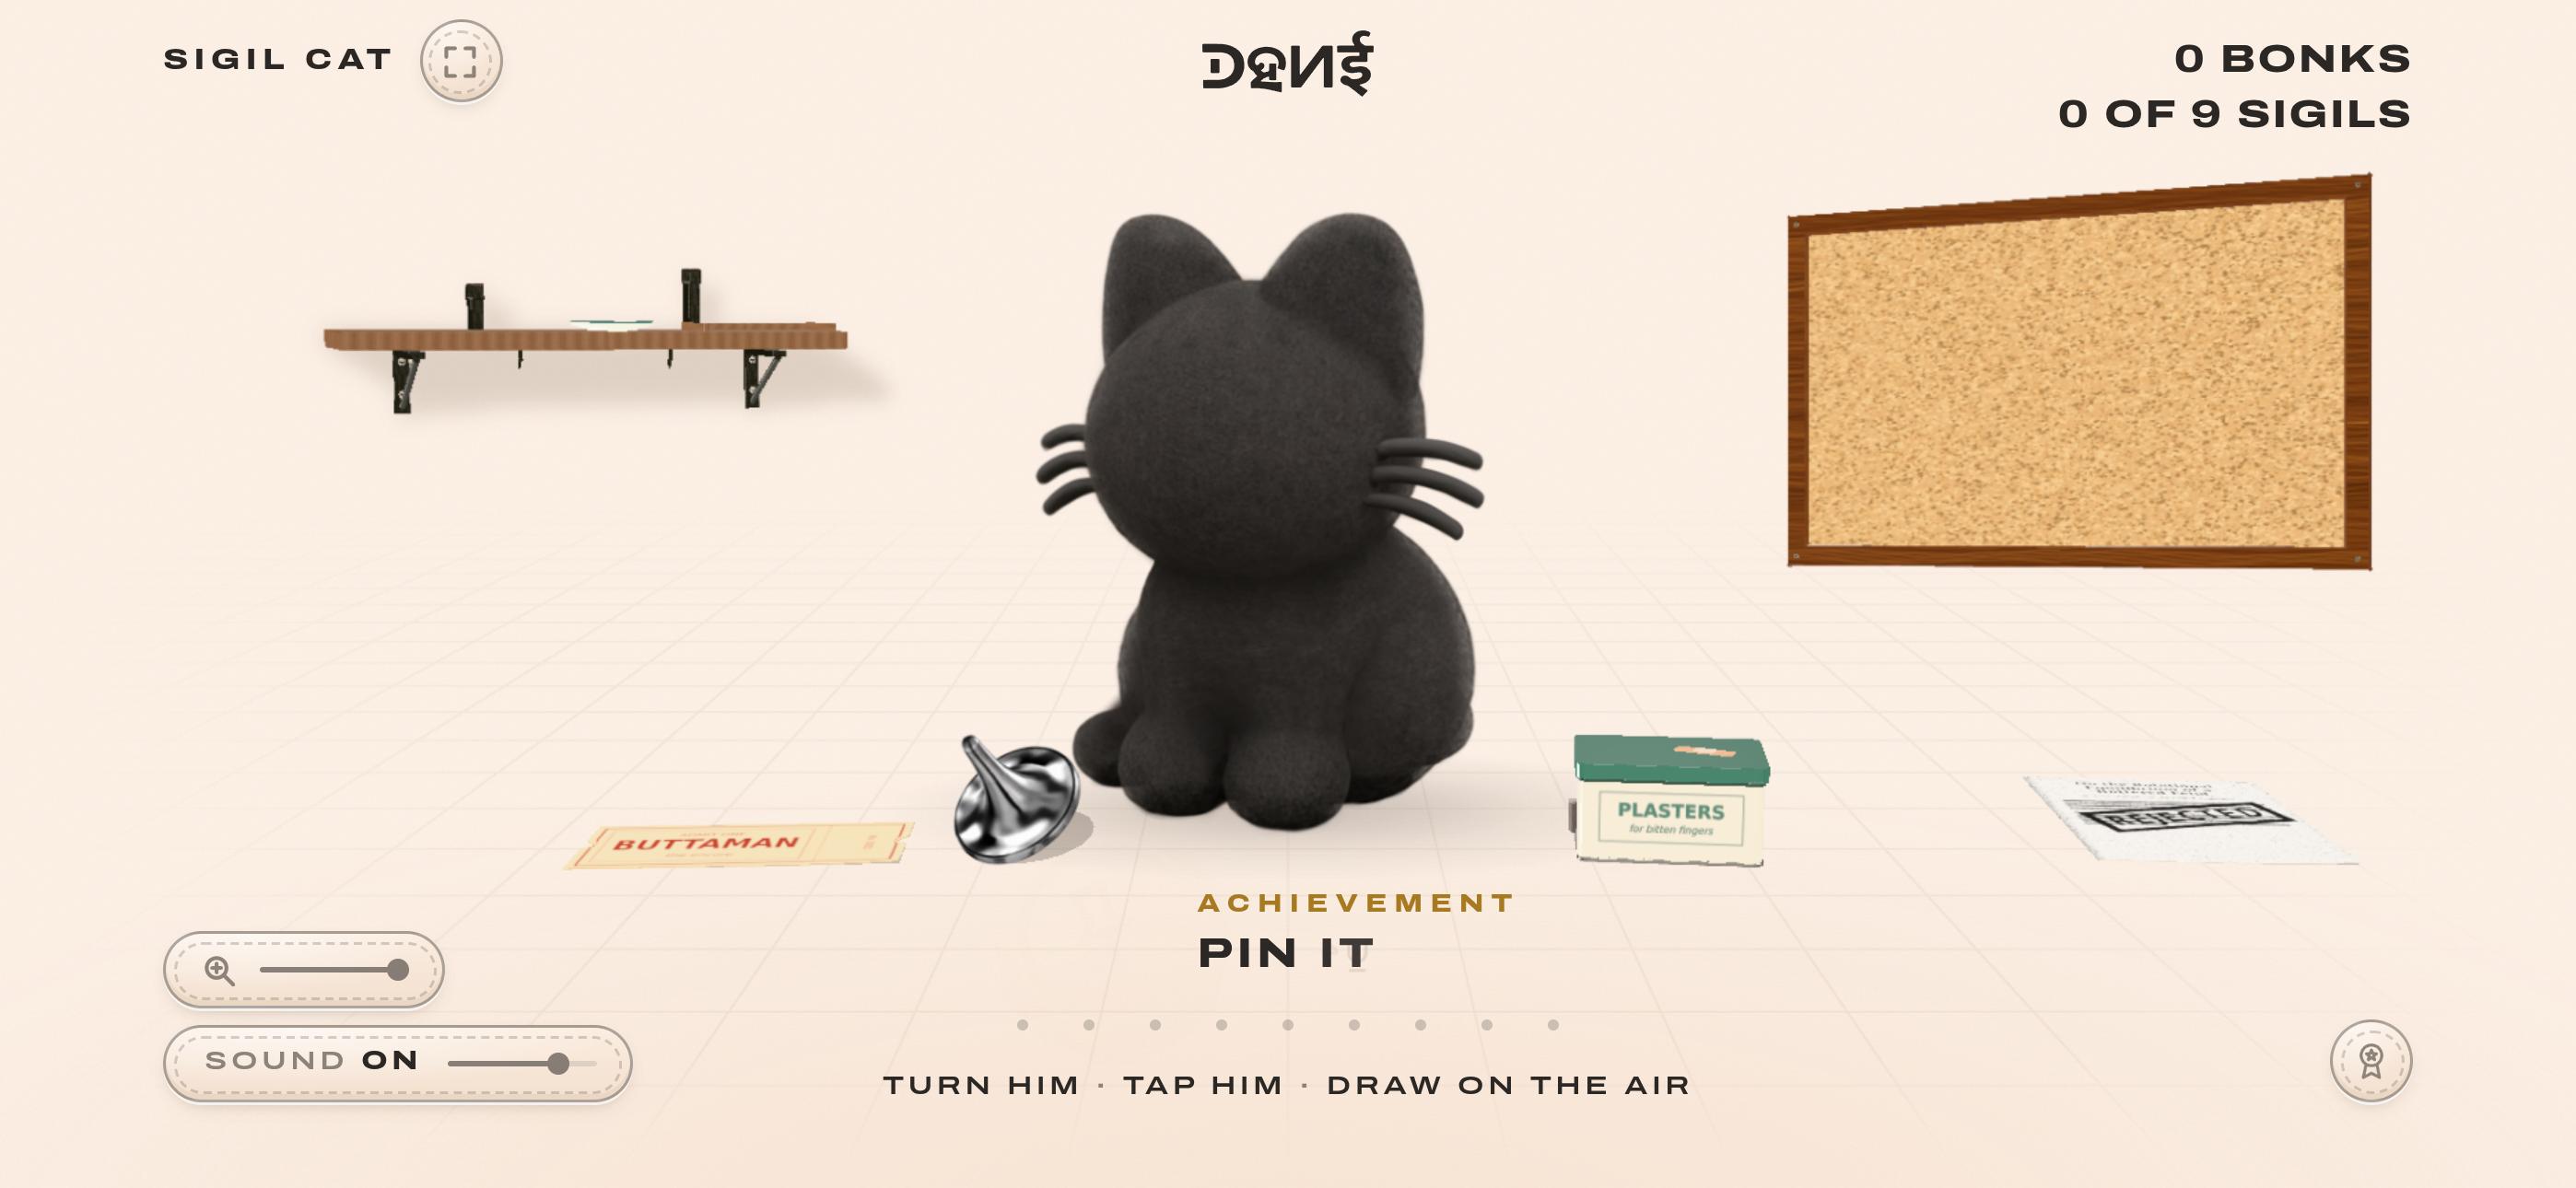 SIGIL CAT
DहNई
0 BONKS
0 OF 9 SIGILS
BUTTAMAN
PLASTERS
for bitten fingers
REJECTED
ACHIEVEMENT
PIN IT
SOUND ON
TURN HIM · TAP HIM · DRAW ON THE AIR